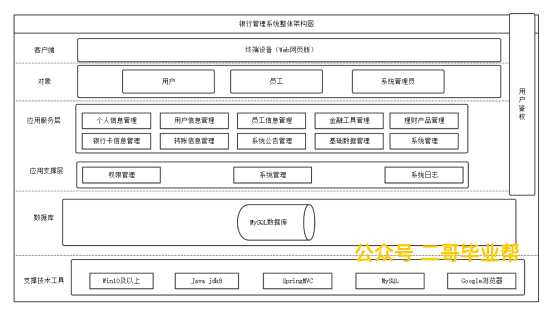 银行管理系统整体架构图
客户端
终端设备（Web网页版）
对象
用户
员工
系统管理员
用户鉴权
应用服务层
个人信息管理
用户信息管理
员工信息管理
金融工具管理
理财产品管理
银行卡信息管理
转账信息管理
系统公告管理
基础数据管理
系统管理
应用支撑层
权限管理
系统管理
系统日志
数据库
MySQL数据库
公众号 二哥毕业帮
支撑技术工具
Win10及以上
Java jdk8
SpringMVC
MySQL
Google浏览器